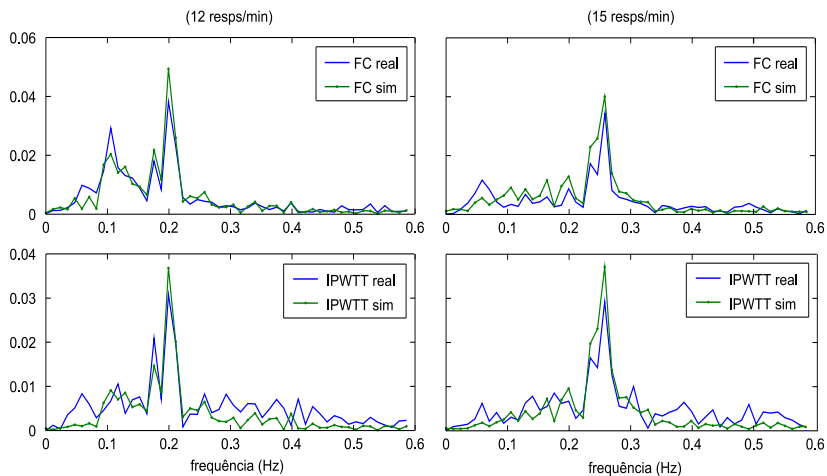 (12 resps/min)
(15 resps/min)
0.06
0.04
0.02
0
FC real
FC sim
0 0.1 0.2 0.3 0.4 0.5 0.6
FC real
FC sim
0 0.1 0.2 0.3 0.4 0.5 0.6
0.04
0.03
0.02
0.01
0
IPWTT real
IPWTT sim
0 0.1 0.2 0.3 0.4 0.5 0.6
frequência (Hz)
IPWTT real
IPWTT sim
0 0.1 0.2 0.3 0.4 0.5 0.6
frequência (Hz)